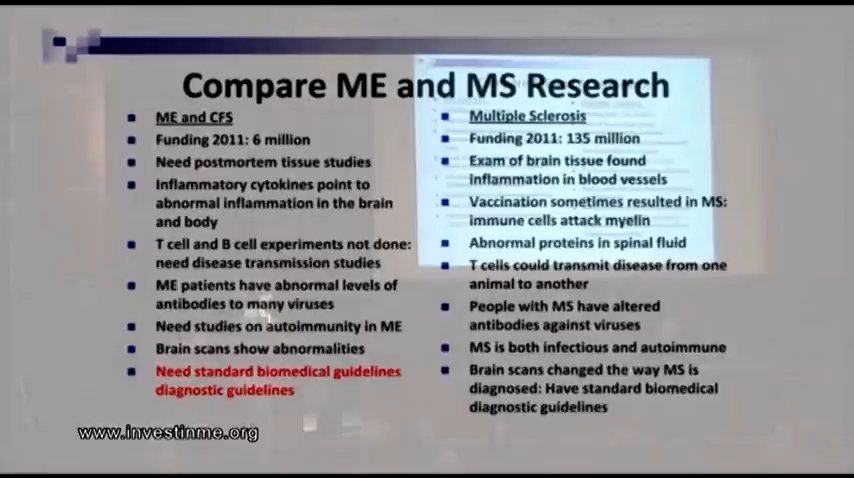 Compare ME and MS Research
ME and CFS
Funding 2011: 6 million
Need postmortem tissue studies
Inflammatory cytokines point to
abnormal inflammation in the brain
and body
T cell and B cell experiments not done:
need disease transmission studies
ME patients have abnormal levels of
antibodies to many viruses
Need studies on autoimmunity in ME
Brain scans show abnormalities
Need standard biomedical guidelines
diagnostic guidelines
Multiple Sclerosis
Funding 2011: 135 million
Exam of brain tissue found
inflammation in blood vessels
Vaccination sometimes resulted in MS:
immune cells attack myelin
Abnormal proteins in spinal fluid
T cells could transmit disease from one
animal to another
People with MS have altered
antibodies against viruses
MS is both infectious and autoimmune
Brain scans changed the way MS is
diagnosed: Have standard biomedical
diagnostic guidelines
www.investinme.org